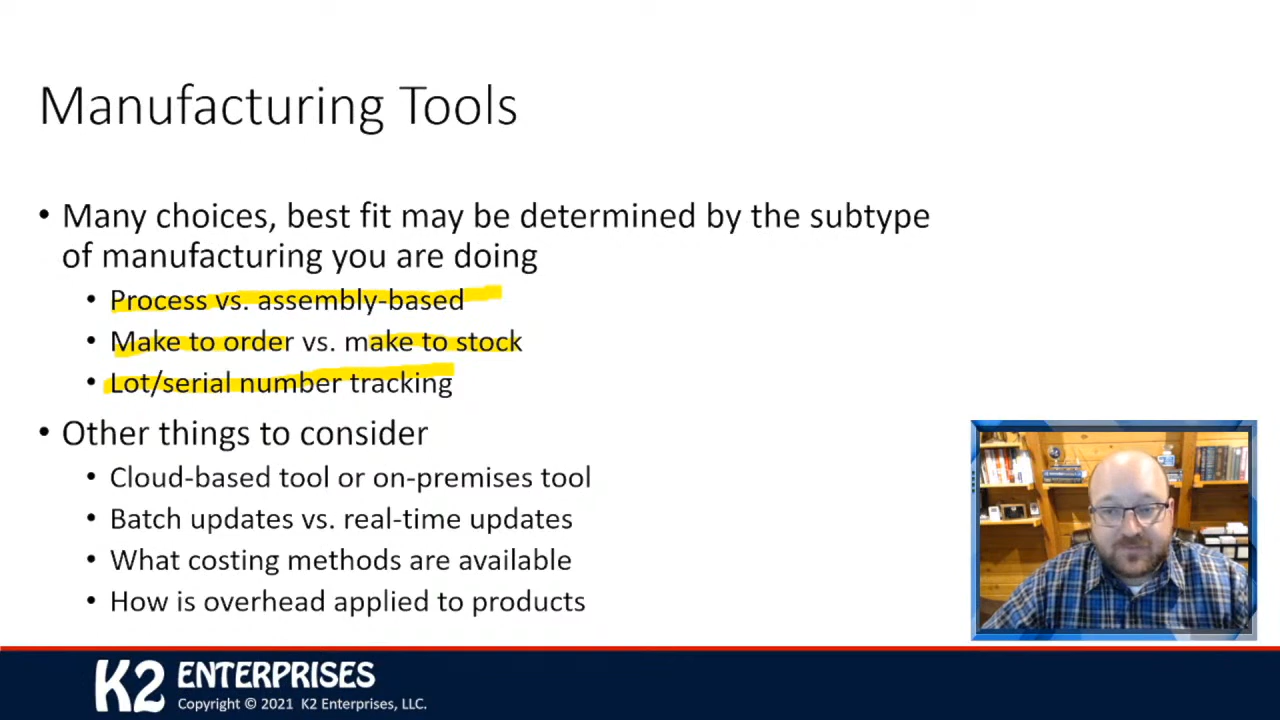 Manufacturing Tools
• Many choices, best fit may be determined by the subtype
of manufacturing you are doing
• Process vs. assembly-based
• Make to order vs. make to stock
• Lot/serial number tracking
• Other things to consider
• Cloud-based tool or on-premises tool
• Batch updates vs. real-time updates
• What costing methods are available
• How is overhead applied to products
K2 ENTERPRISES
Copyright © 2021 K2 Enterprises, LLC.